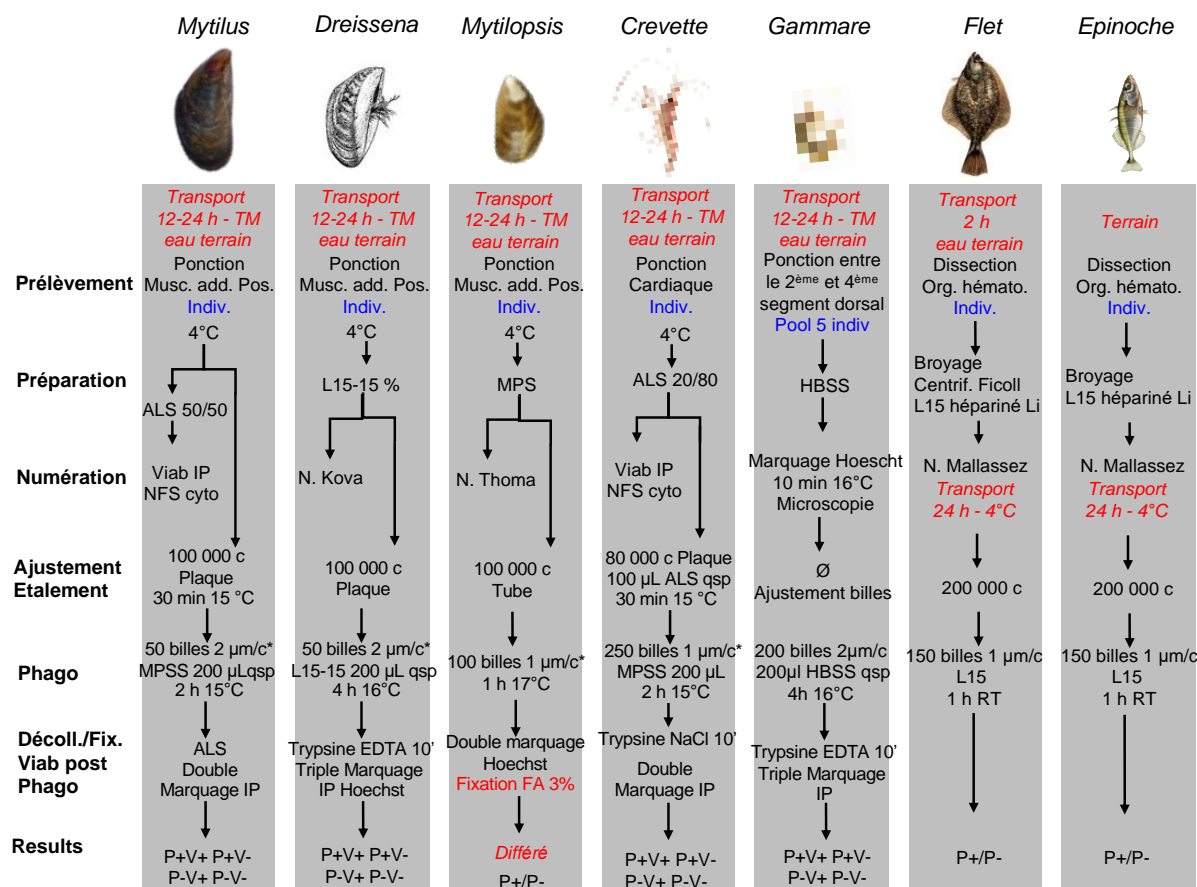 Mytilus
Dreissena
Mytilopsis
Crevette
Gammare
Flet
Epinoche
Transport
12-24 h - TM
eau terrain
Transport
12-24 h - TM
eau terrain
Transport
12-24 h - TM
eau terrain
Transport
12-24 h - TM
eau terrain
Transport
12-24 h - TM
eau terrain
Transport
2 h
eau terrain
Terrain
Prélèvement
Ponction
Musc. add. Pos.
Indiv.
4°C
Ponction
Musc. add. Pos.
Indiv.
4°C
Ponction
Musc. add. Pos.
Indiv.
4°C
Ponction
Cardiaque
Indiv.
4°C
Ponction entre
le 2ème et 4ème
segment dorsal
Pool 5 indiv
Dissection
Org. hémato.
Indiv.
Dissection
Org. hémato.
Indiv.
Préparation
ALS 50/50
L15-15 %
MPS
ALS 20/80
HBSS
Broyage
Centrif. Ficoll
L15 hépariné Li
Broyage
L15 hépariné Li
Numération
Viab IP
NFS cyto
N. Kova
N. Thoma
Viab IP
NFS cyto
Marquage Hoescht
10 min 16°C
Microscopie
N. Mallassez
Transport
24 h - 4°C
N. Mallassez
Transport
24 h - 4°C
Ajustement
Etalement
100 000 c
Plaque
30 min 15 °C
100 000 c
Plaque
100 000 c
Tube
80 000 c Plaque
100 µL ALS qsp
30 min 15 °C
Ø
Ajustement billes
200 000 c
200 000 c
Phago
50 billes 2 µm/c*
MPSS 200 µLqsp
2 h 15°C
50 billes 2 µm/c*
L15-15 200 µL qsp
4 h 16°C
100 billes 1 µm/c*
1 h 17°C
250 billes 1 µm/c*
MPSS 200 µL
2 h 15°C
200 billes 2µm/c
200µl HBSS qsp
4h 16°C
150 billes 1 µm/c
L15
1 h RT
150 billes 1 µm/c
L15
1 h RT
Décoll./Fix.
Viab post
Phago
ALS
Double
Marquage IP
Trypsine EDTA 10’
Triple Marquage
IP Hoechst
Double marquage
Hoechst
Fixation FA 3%
Trypsine NaCl 10’
Double
Marquage IP
Trypsine EDTA 10’
Triple Marquage
IP
Results
P+V+ P+V-
P-V+ P-V-
P+V+ P+V-
P-V+ P-V-
Différé
P+/P-
P+V+ P+V-
P-V+ P-V-
P+V+ P+V-
P-V+ P-V-
P+/P-
P+/P-